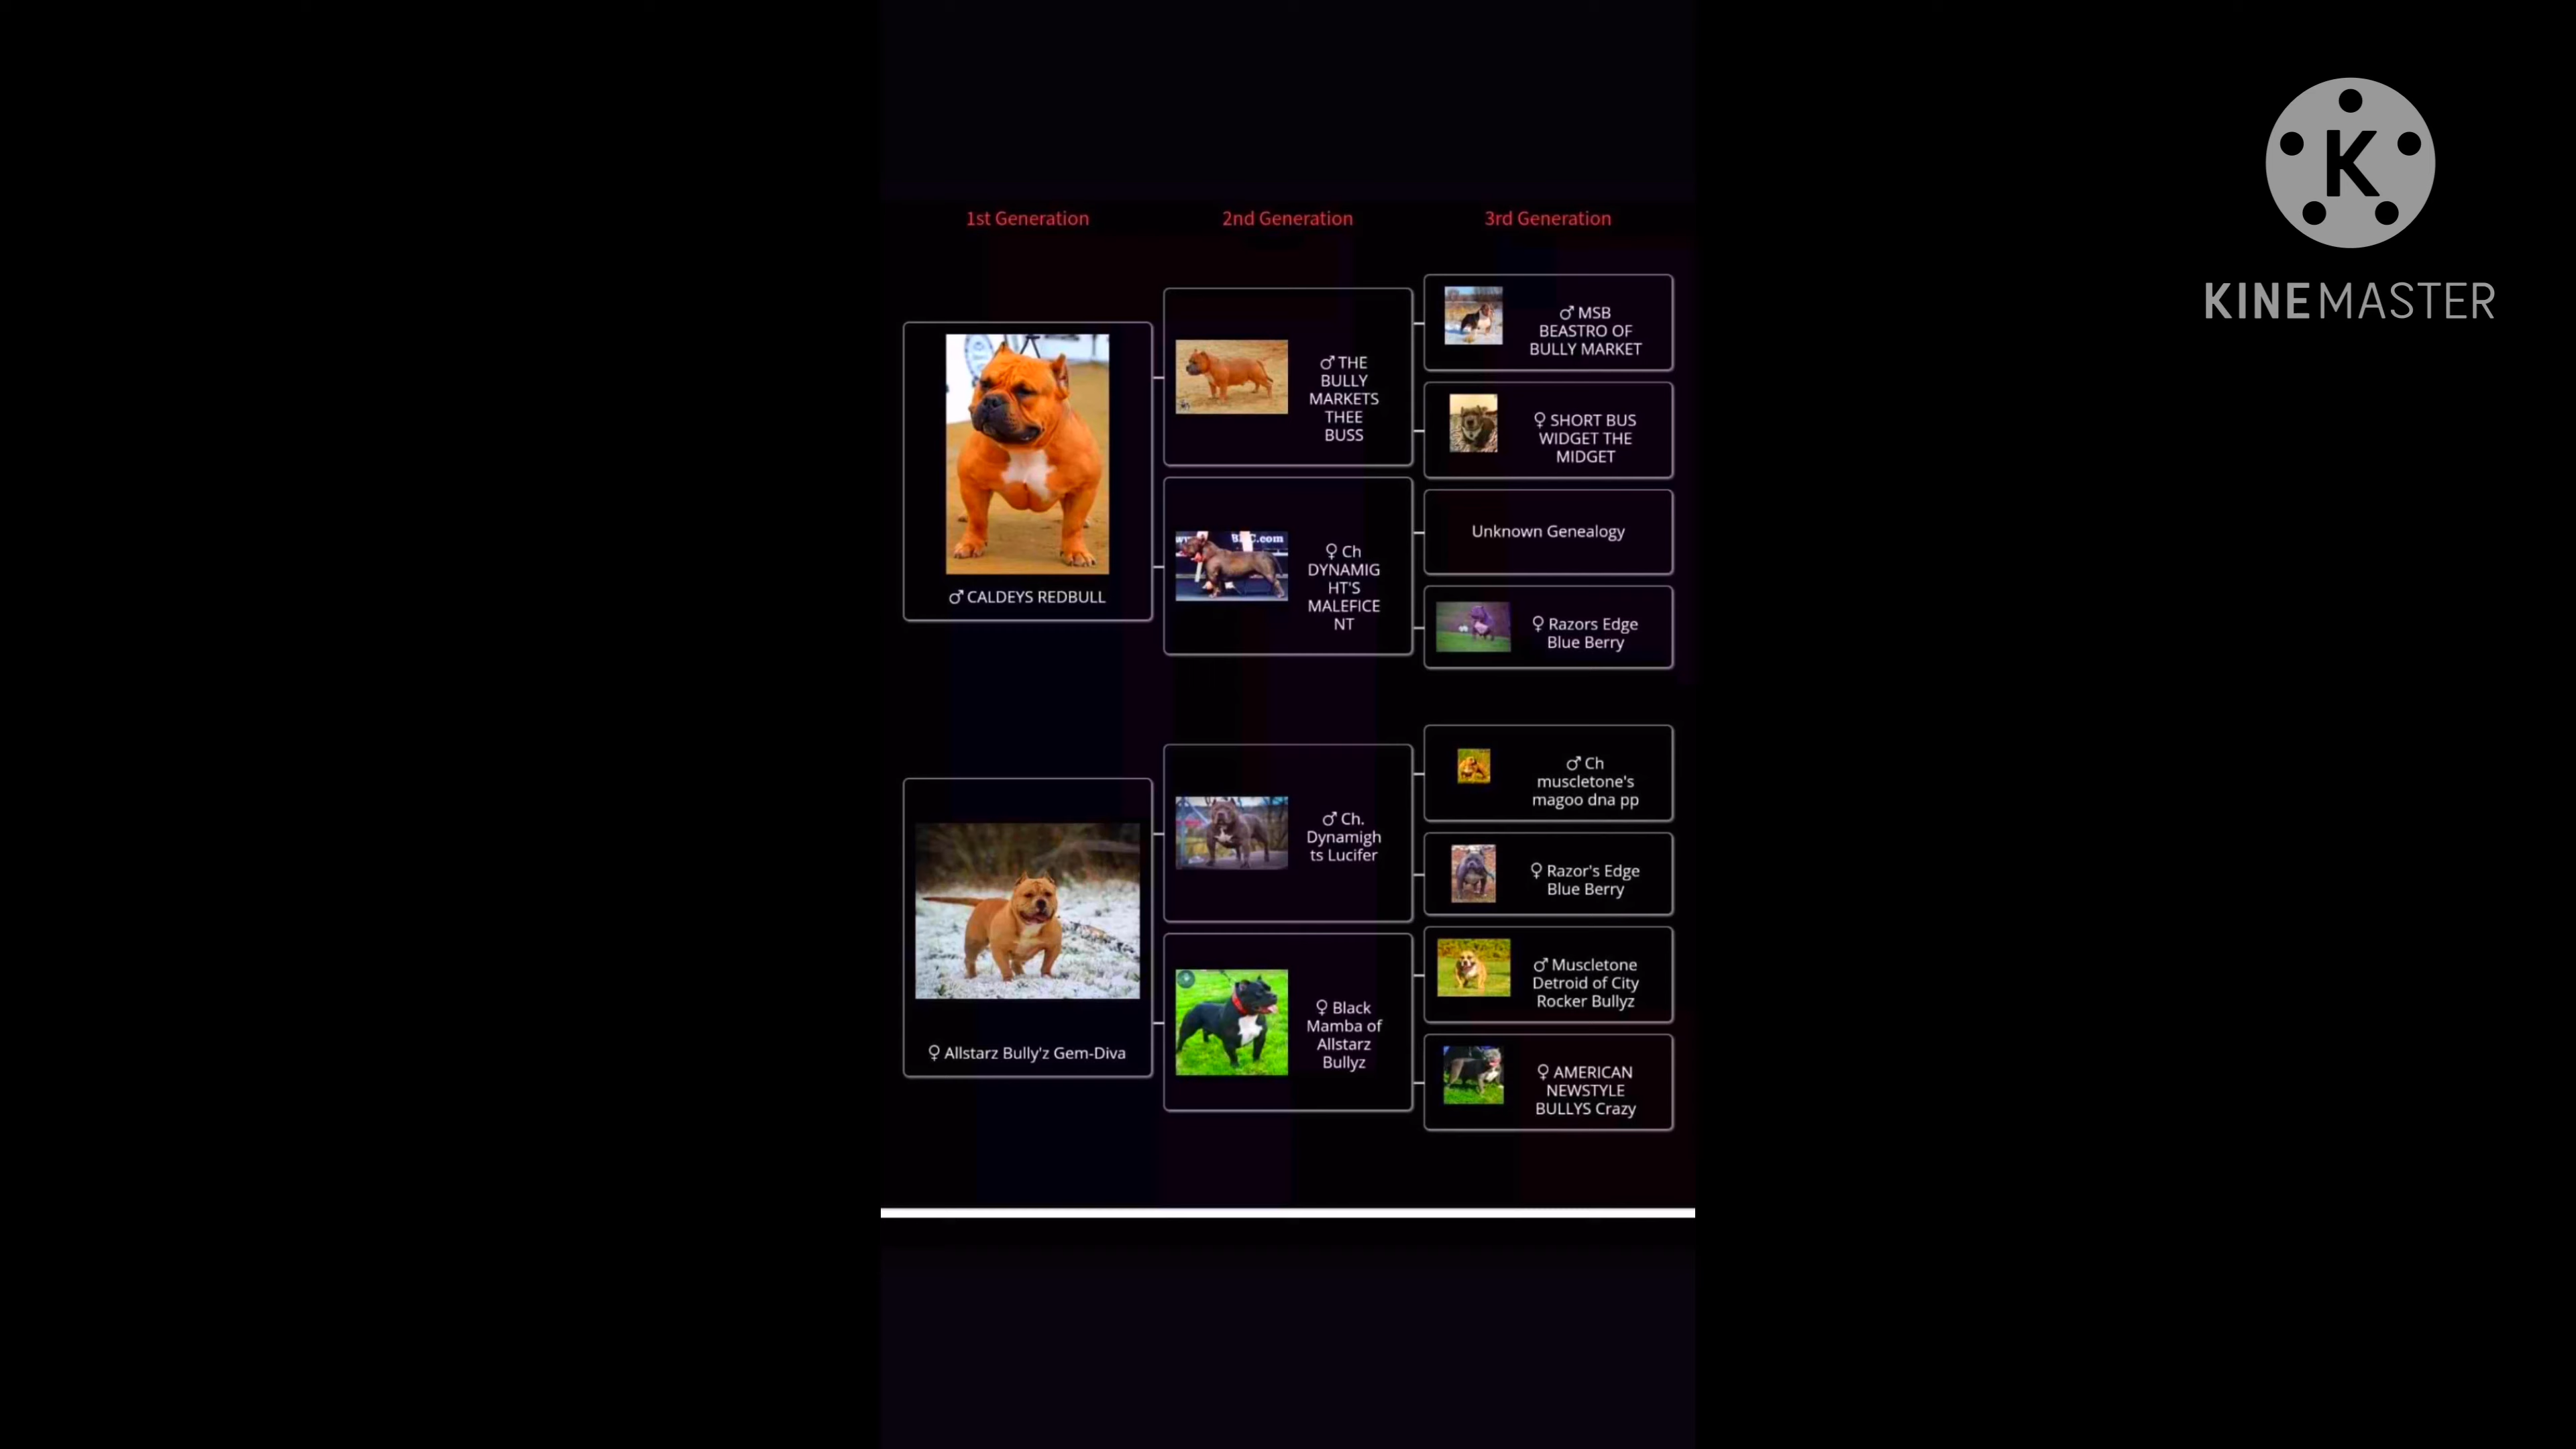 KINEMASTER
1st Generation
2nd Generation
3rd Generation
♂ CALDEYS REDBULL
♂ THE
BULLY
MARKETS
THEE
BUSS
♀ Ch
DYNAMIG
HT'S
MALEFICE
NT
♂ MSB
BEASTRO OF
BULLY MARKET
♀ SHORT BUS
WIDGET THE
MIDGET
Unknown Genealogy
♀ Razors Edge
Blue Berry
♀ Allstarz Bully'z Gem-Diva
♂ Ch.
Dynamigh
ts Lucifer
♀ Black
Mamba of
Allstarz
Bullyz
♂ Ch
muscletone's
magoo dna pp
♀ Razor's Edge
Blue Berry
♂ Muscletone
Detroid of City
Rocker Bullyz
♀ AMERICAN
NEWSTYLE
BULLYS Crazy